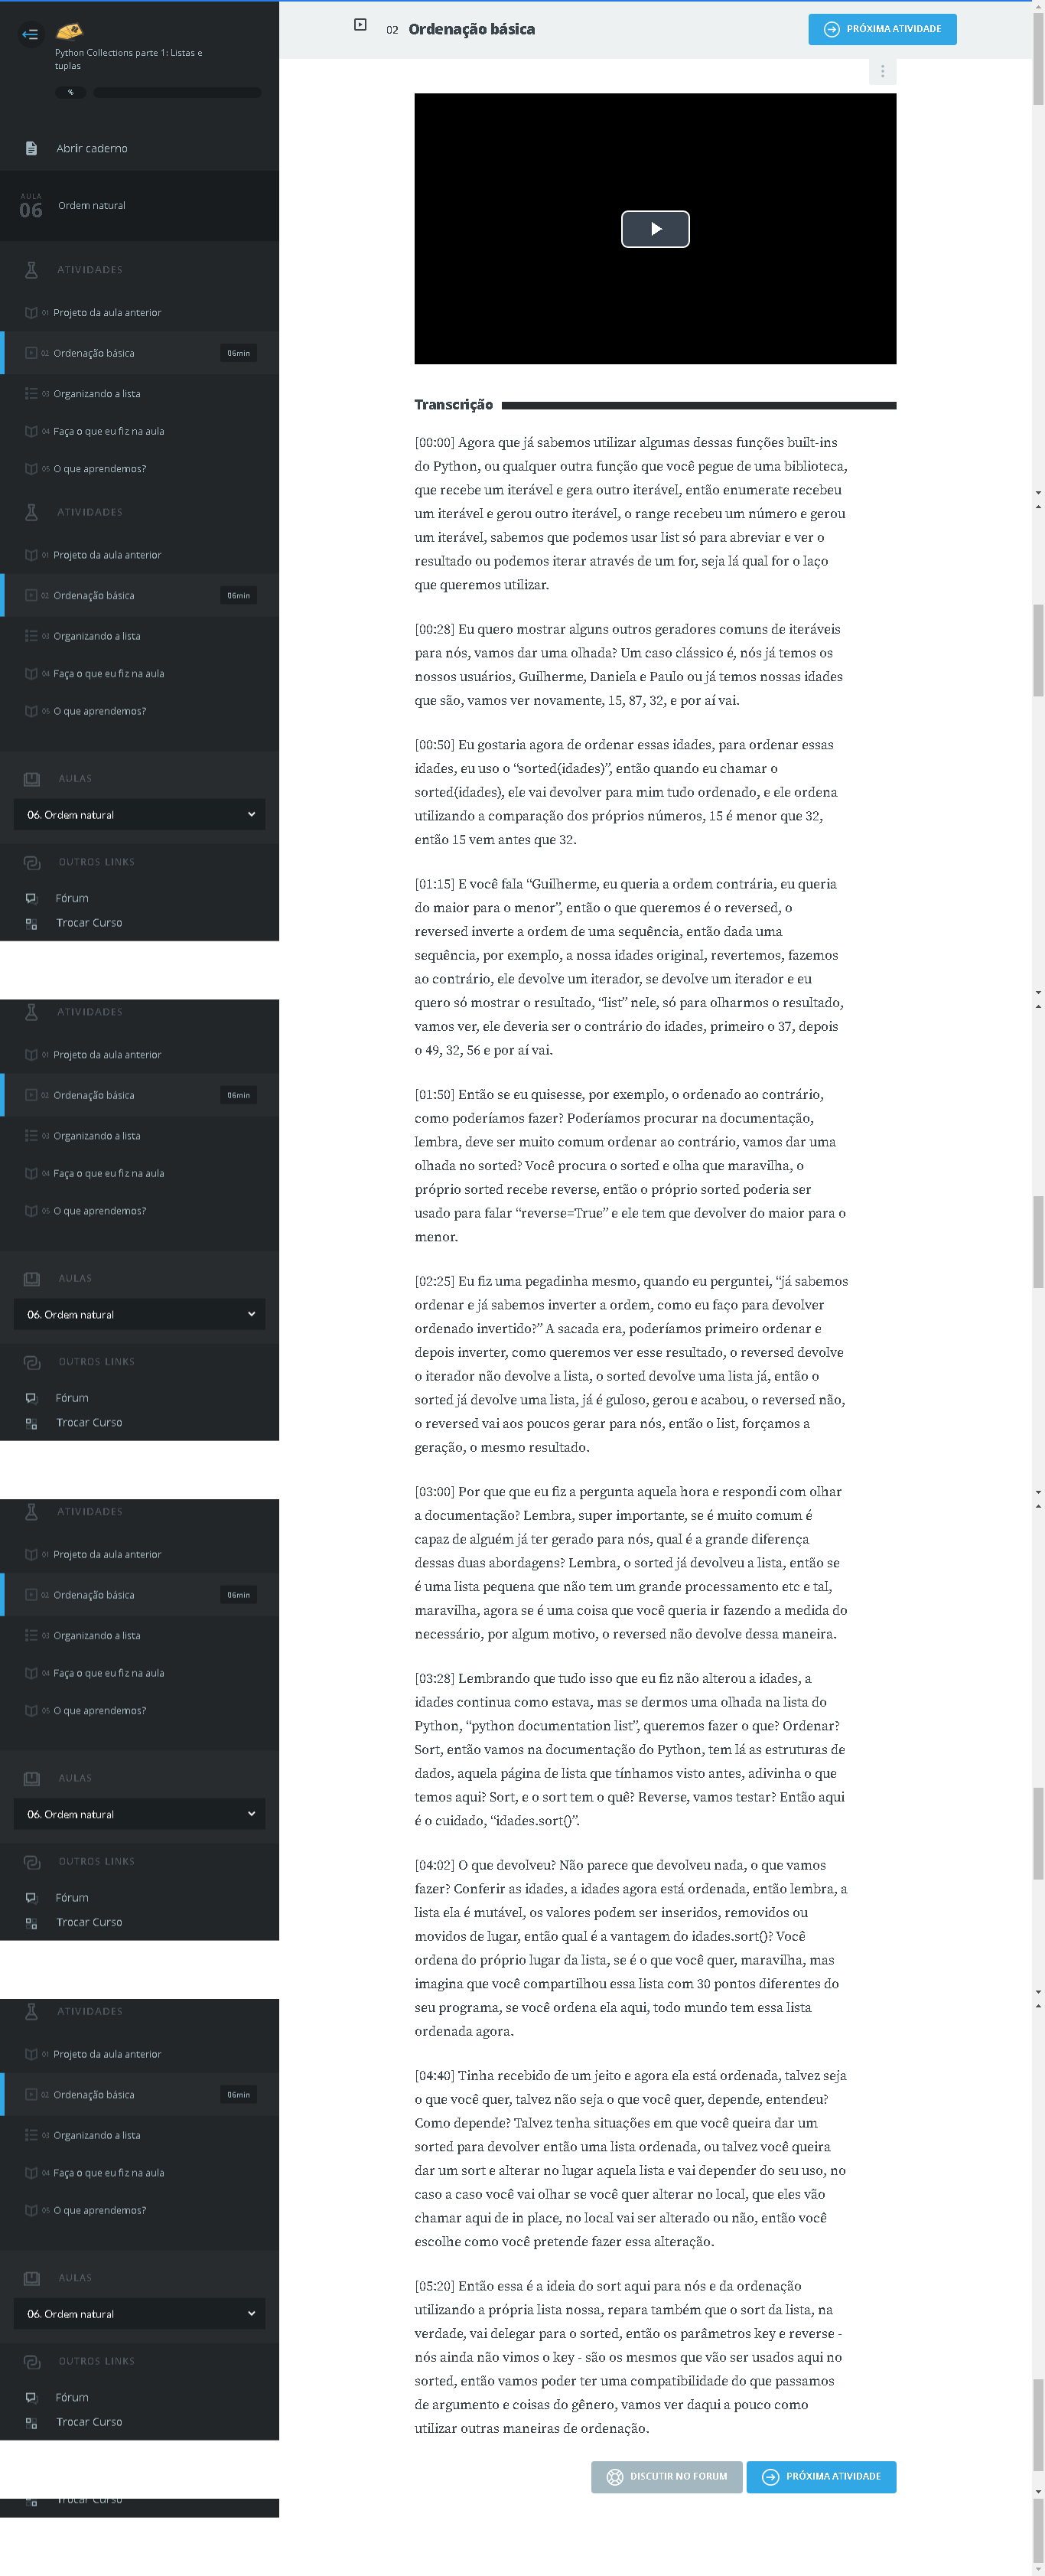 Python Collections parte 1: Listas e
tuplas
%
Abrir caderno
AULA
06
Ordem natural
ATIVIDADES
01 Projeto da aula anterior
02 Ordenação básica
06min
03 Organizando a lista
04 Faça o que eu fiz na aula
05 O que aprendemos?
ATIVIDADES
01 Projeto da aula anterior
02 Ordenação básica
06min
03 Organizando a lista
04 Faça o que eu fiz na aula
05 O que aprendemos?
AULAS
06. Ordem natural
OUTROS LINKS
Fórum
Trocar Curso
ATIVIDADES
01 Projeto da aula anterior
02 Ordenação básica
06min
03 Organizando a lista
04 Faça o que eu fiz na aula
05 O que aprendemos?
AULAS
06. Ordem natural
OUTROS LINKS
Fórum
Trocar Curso
ATIVIDADES
01 Projeto da aula anterior
02 Ordenação básica
06min
03 Organizando a lista
04 Faça o que eu fiz na aula
05 O que aprendemos?
AULAS
06. Ordem natural
OUTROS LINKS
Fórum
Trocar Curso
ATIVIDADES
01 Projeto da aula anterior
02 Ordenação básica
06min
03 Organizando a lista
04 Faça o que eu fiz na aula
05 O que aprendemos?
AULAS
06. Ordem natural
OUTROS LINKS
Fórum
Trocar Curso
Trocar Curso
02 Ordenação básica
PRÓXIMA ATIVIDADE
Transcrição
[00:00] Agora que já sabemos utilizar algumas dessas funções built-ins
do Python, ou qualquer outra função que você pegue de uma biblioteca,
que recebe um iterável e gera outro iterável, então enumerate recebeu
um iterável e gerou outro iterável, o range recebeu um número e gerou
um iterável, sabemos que podemos usar list só para abreviar e ver o
resultado ou podemos iterar através de um for, seja lá qual for o laço
que queremos utilizar.
[00:28] Eu quero mostrar alguns outros geradores comuns de iteráveis
para nós, vamos dar uma olhada? Um caso clássico é, nós já temos os
nossos usuários, Guilherme, Daniela e Paulo ou já temos nossas idades
que são, vamos ver novamente, 15, 87, 32, e por aí vai.
[00:50] Eu gostaria agora de ordenar essas idades, para ordenar essas
idades, eu uso o “sorted{idades}”, então quando eu chamar o
sorted{idades), ele vai devolver para mim tudo ordenado, e ele ordena
utilizando a comparação dos próprios números, 15 é menor que 32,
então 15 vem antes que 32.
[01:15] E você fala “Guilherme, eu queria a ordem contrária, eu queria
do maior para o menor”, então o que queremos é o reversed, o
reversed inverte a ordem de uma sequência, então dada uma
sequência, por exemplo, a nossa idades original, revertemos, fazemos
ao contrário, ele devolve um iterador, se devolve um iterador e eu
quero só mostrar o resultado, “list” nele, só para olharmos o resultado,
vamos ver, ele deveria ser o contrário do idades, primeiro o 37, depois
o 49, 32, 56 e por aí vai.
[01:50] Então se eu quisesse, por exemplo, o ordenado ao contrário,
como poderíamos fazer? Poderíamos procurar na documentação,
lembra, deve ser muito comum ordenar ao contrário, vamos dar uma
olhada no sorted? Você procura o sorted e olha que maravilha, o
próprio sorted recebe reverse, então o próprio sorted poderia ser
usado para falar “reverse=True” e ele tem que devolver do maior para o
menor.
[02:25] Eu fiz uma pegadinha mesmo, quando eu perguntei, “já sabemos
ordenar e já sabemos inverter a ordem, como eu faço para devolver
ordenado invertido?” A sacada era, poderíamos primeiro ordenar e
depois inverter, como queremos ver esse resultado, o reversed devolve
o iterador não devolve a lista, o sorted devolve uma lista já, então o
sorted já devolve uma lista, já é guloso, gerou e acabou, o reversed não,
o reversed vai aos poucos gerar para nós, então o list, forçamos a
geração, o mesmo resultado.
[03:00] Por que que eu fiz a pergunta aquela hora e respondi com olhar
a documentação? Lembra, super importante, se é muito comum é
capaz de alguém já ter gerado para nós, qual é a grande diferença
dessas duas abordagens? Lembra, o sorted já devolveu a lista, então se
é uma lista pequena que não tem um grande processamento etc e tal,
maravilha, agora se é uma coisa que você queria ir fazendo a medida do
necessário, por algum motivo, o reversed não devolve dessa maneira.
[03:28] Lembrando que tudo isso que eu fiz não alterou a idades, a
idades continua como estava, mas se dermos uma olhada na lista do
Python, “python documentation list”, queremos fazer o que? Ordenar?
Sort, então vamos na documentação do Python, tem lá as estruturas de
dados, aquela página de lista que tínhamos visto antes, adivinha o que
temos aqui? Sort, e o sort tem o quê? Reverse, vamos testar? Então aqui
é o cuidado, “idades.sort()”.
[04:02] O que devolveu? Não parece que devolveu nada, o que vamos
fazer? Conferir as idades, a idades agora está ordenada, então lembra, a
lista ela é mutável, os valores podem ser inseridos, removidos ou
movidos de lugar, então qual é a vantagem do idades.sort()? Você
ordena do próprio lugar da lista, se é o que você quer, maravilha, mas
imagina que você compartilhou essa lista com 30 pontos diferentes do
seu programa, se você ordena ela aqui, todo mundo tem essa lista
ordenada agora.
[04:40] Tinha recebido de um jeito e agora ela está ordenada, talvez seja
o que você quer, talvez não seja o que você quer, depende, entendeu?
Como depende? Talvez tenha situações em que você queira dar um
sorted para devolver então uma lista ordenada, ou talvez você queira
dar um sort e alterar no lugar aquela lista e vai depender do seu uso, no
caso a caso você vai olhar se você quer alterar no local, que eles vão
chamar aqui de in place, no local vai ser alterado ou não, então você
escolhe como você pretende fazer essa alteração.
[05:20] Então essa é a ideia do sort aqui para nós e da ordenação
utilizando a própria lista nossa, repara também que o sort da lista, na
verdade, vai delegar para o sorted, então os parâmetros key e reverse -
nós ainda não vimos o key - são os mesmos que vão ser usados aqui no
sorted, então vamos poder ter uma compatibilidade do que passamos
de argumento e coisas do gênero, vamos ver daqui a pouco como
utilizar outras maneiras de ordenação.
DISCUTIR NO FORUM
PRÓXIMA ATIVIDADE